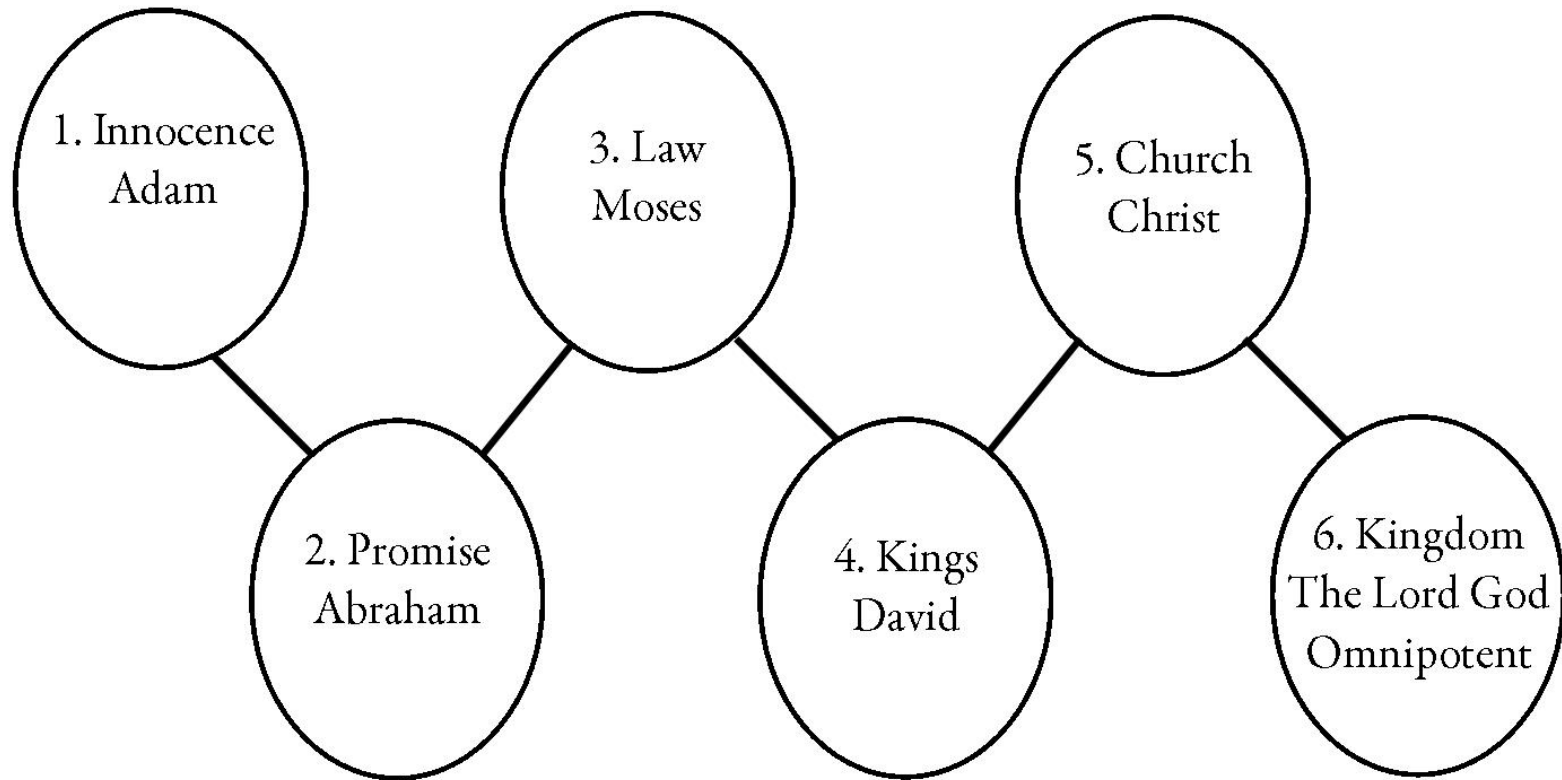 1. Innocence
Adam
2. Promise
Abraham
3. Law
Moses
4. Kings
David
5. Church
Christ
6. Kingdom
The Lord God
Omnipotent